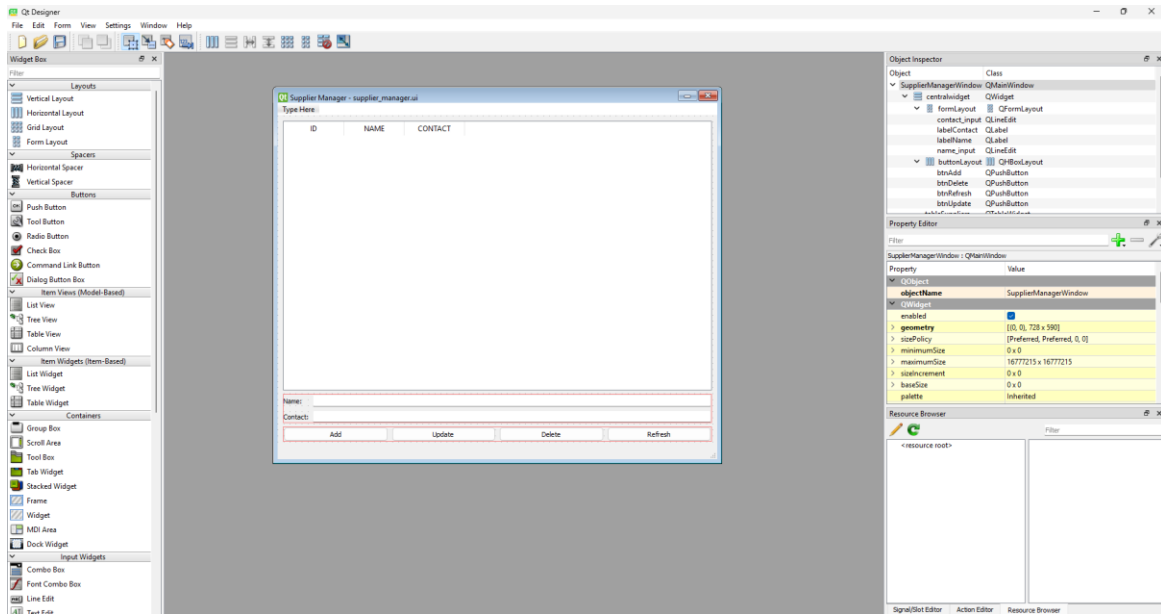 Qt Designer
File Edit Form View Settings Window Help
Widget Box
Filter
Layouts
Vertical Layout
Horizontal Layout
Grid Layout
Form Layout
Spacers
Horizontal Spacer
Vertical Spacer
Buttons
Push Button
Tool Button
Radio Button
Check Box
Command Link Button
Dialog Button Box
Item Views (Model-Based)
List View
Tree View
Table View
Column View
Item Widgets (Item-Based)
List Widget
Tree Widget
Table Widget
Containers
Group Box
Scroll Area
Tool Box
Tab Widget
Stacked Widget
Frame
Widget
MDI Area
Dock Widget
Input Widgets
Combo Box
Font Combo Box
Line Edit
Text Edit
Supplier Manager - supplier_manager.ui
Type Here
ID NAME CONTACT
Name:
Contact:
Add Update Delete Refresh
Object Inspector
Filter
Object Class
SupplierManagerWindow QMainWindow
centralwidget QWidget
formLayout QFormLayout
contact_input QLineEdit
labelContact QLabel
labelName QLabel
name_input QLineEdit
buttonLayout QHBoxLayout
btnAdd QPushButton
btnDelete QPushButton
btnRefresh QPushButton
btnUpdate QPushButton
tableSuppliers QTableWidget
Property Editor
Filter
SupplierManagerWindow : QMainWindow
Property Value
QObject
objectName SupplierManagerWindow
QWidget
enabled
geometry [(0, 0), 728 x 590]
sizePolicy [Preferred, Preferred, 0, 0]
minimumSize 0 x 0
maximumSize 16777215 x 16777215
sizeIncrement 0 x 0
baseSize 0 x 0
palette Inherited
Resource Browser
Filter
<resource root>
Signal/Slot Editor Action Editor Resource Browser